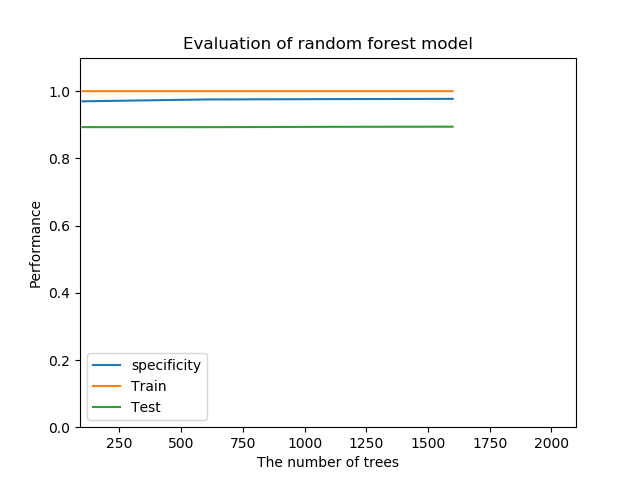 Evaluation of random forest model
1.0
0.8
0.6
0.4
0.2
0.0
Performance
specificity
Train
Test
250 500 750 1000 1250 1500 1750 2000
The number of trees